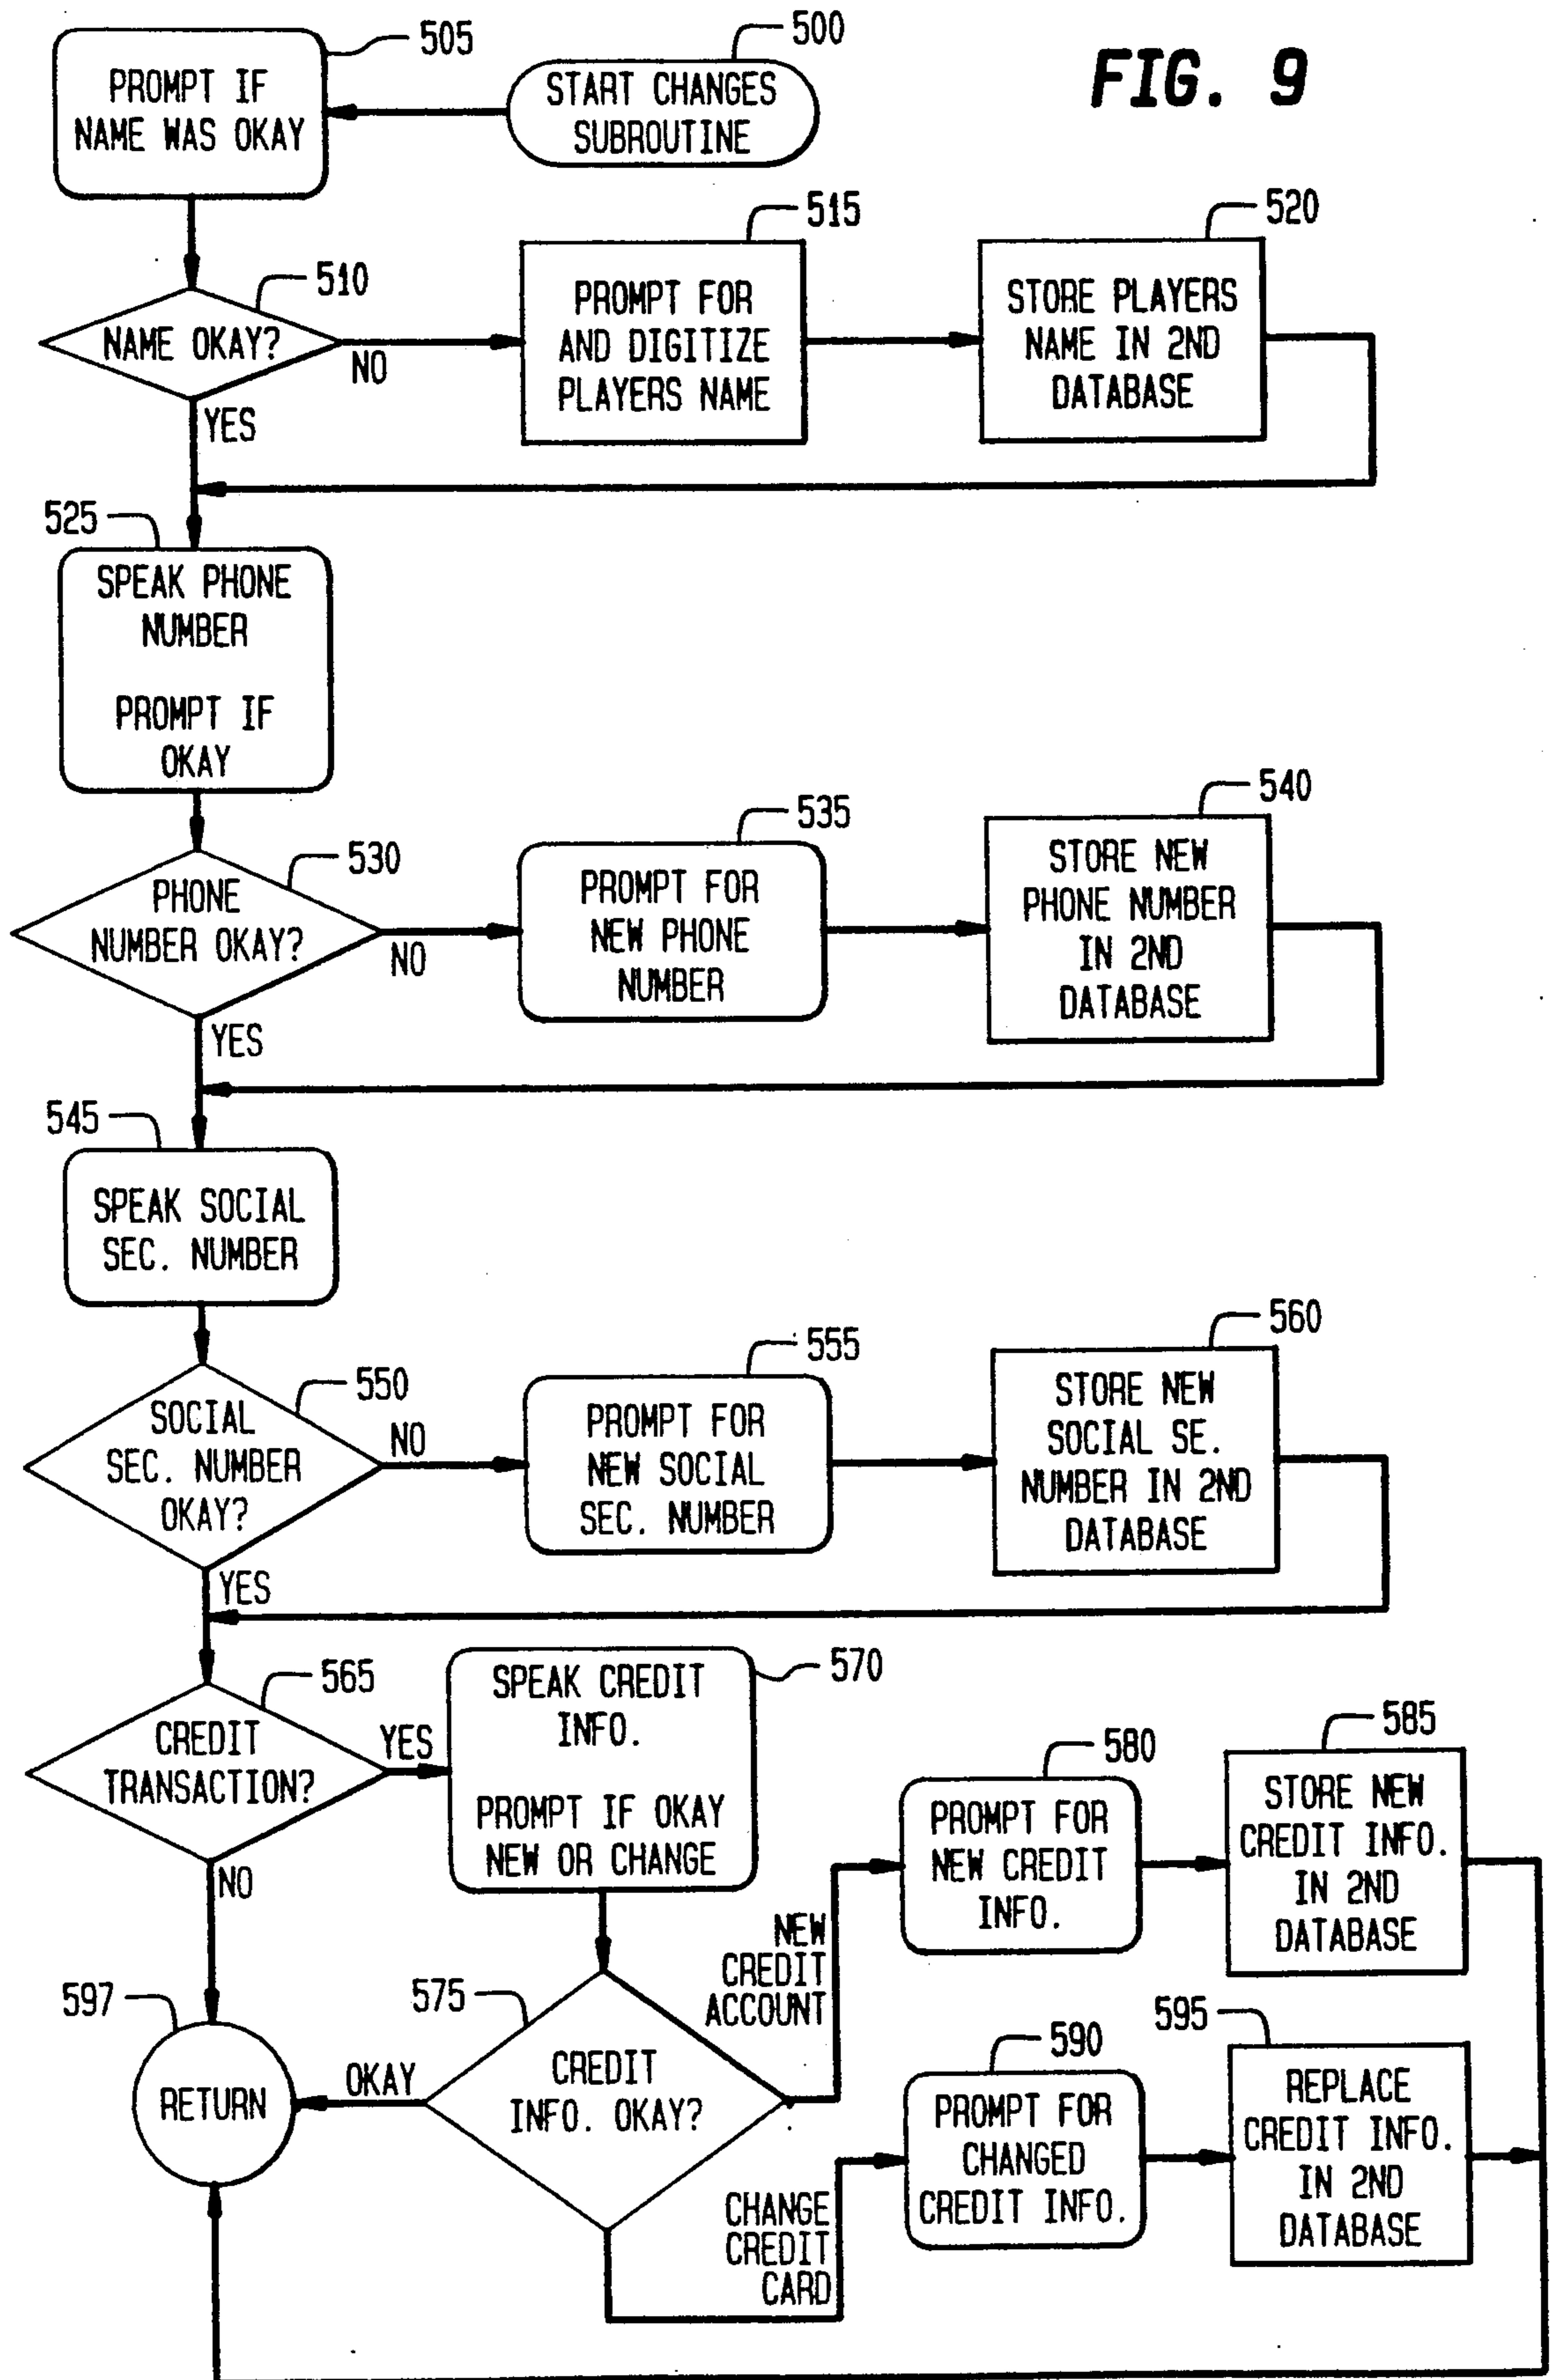 FIG. 9
505
500
PROMPT IF
NAME WAS OKAY
START CHANGES
SUBROUTINE
510
515
520
NAME OKAY?
NO
YES
PROMPT FOR
AND DIGITIZE
PLAYERS NAME
STORE PLAYERS
NAME IN 2ND
DATABASE
525
SPEAK PHONE
NUMBER
PROMPT IF
OKAY
530
535
540
PHONE
NUMBER OKAY?
NO
YES
PROMPT FOR
NEW PHONE
NUMBER
STORE NEW
PHONE NUMBER
IN 2ND
DATABASE
545
SPEAK SOCIAL
SEC. NUMBER
550
555
560
SOCIAL
SEC. NUMBER
OKAY?
NO
YES
PROMPT FOR
NEW SOCIAL
SEC. NUMBER
STORE NEW
SOCIAL SE.
NUMBER IN 2ND
DATABASE
565
570
CREDIT
TRANSACTION?
YES
NO
SPEAK CREDIT
INFO.
PROMPT IF OKAY
NEW OR CHANGE
580
585
PROMPT FOR
NEW CREDIT
INFO.
STORE NEW
CREDIT INFO.
IN 2ND
DATABASE
NEW
CREDIT
ACCOUNT
597
575
RETURN
OKAY
CREDIT
INFO. OKAY?
590
595
PROMPT FOR
CHANGED
CREDIT INFO.
REPLACE
CREDIT INFO.
IN 2ND
DATABASE
CHANGE
CREDIT
CARD